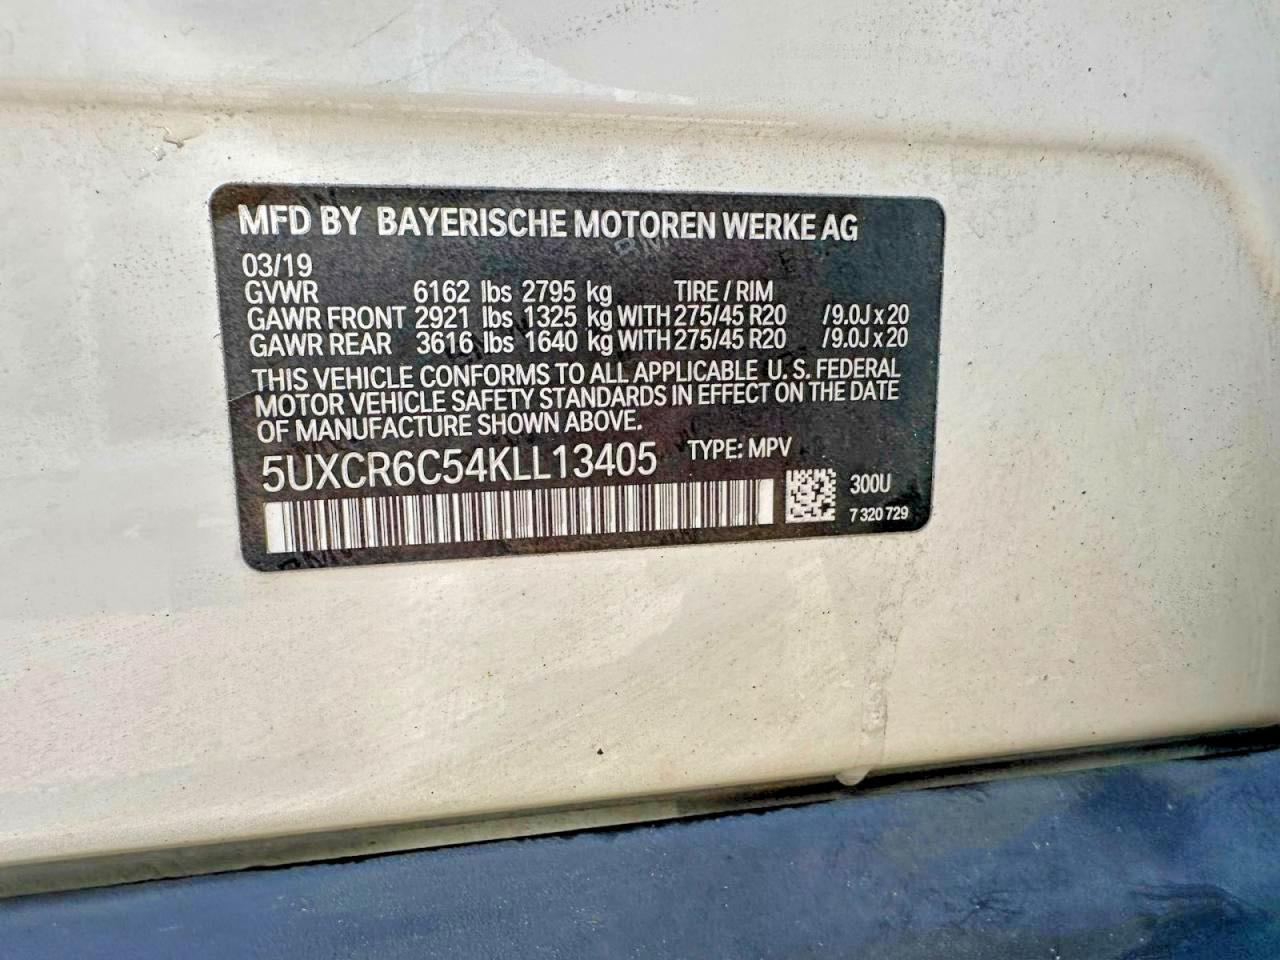 MFD BY BAYERISCHE MOTOREN WERKE AG
03/19
GVWR 6162 lbs 2795 kg TIRE / RIM
GAWR FRONT 2921 lbs 1325 kg WITH 275/45 R20 /9.0J x 20
GAWR REAR 3616 lbs 1640 kg WITH 275/45 R20 /9.0J x 20
THIS VEHICLE CONFORMS TO ALL APPLICABLE U. S. FEDERAL
MOTOR VEHICLE SAFETY STANDARDS IN EFFECT ON THE DATE
OF MANUFACTURE SHOWN ABOVE.
5UXCR6C54KLL13405 TYPE: MPV
300U
7 320 729